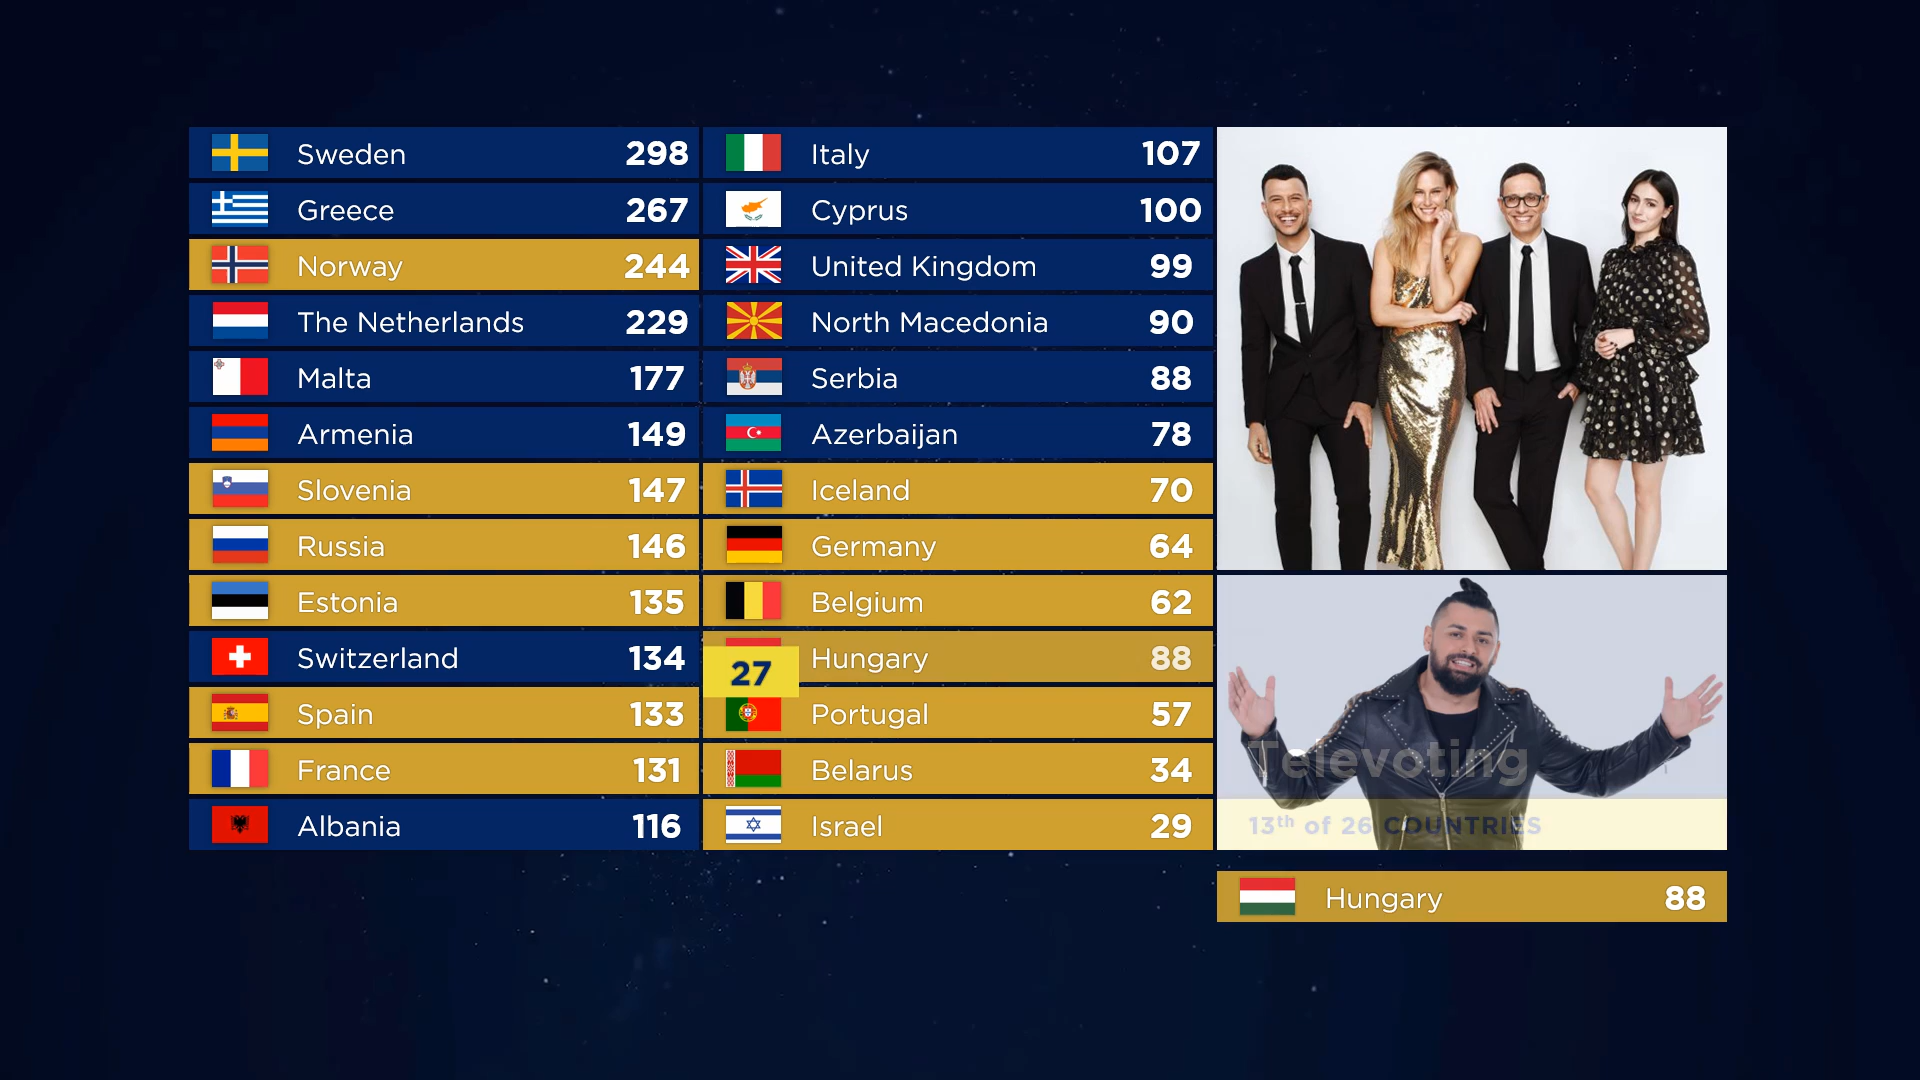 Sweden 298
Greece 267
Norway 244
The Netherlands 229
Malta 177
Armenia 149
Slovenia 147
Russia 146
Estonia 135
Switzerland 134
Spain 133
France 131
Albania 116
Italy 107
Cyprus 100
United Kingdom 99
North Macedonia 90
Serbia 88
Azerbaijan 78
Iceland 70
Germany 64
Belgium 62
27 Hungary 88
Portugal 57
Belarus 34
Israel 29
Televoting
13th of 26 COUNTRIES
Hungary 88